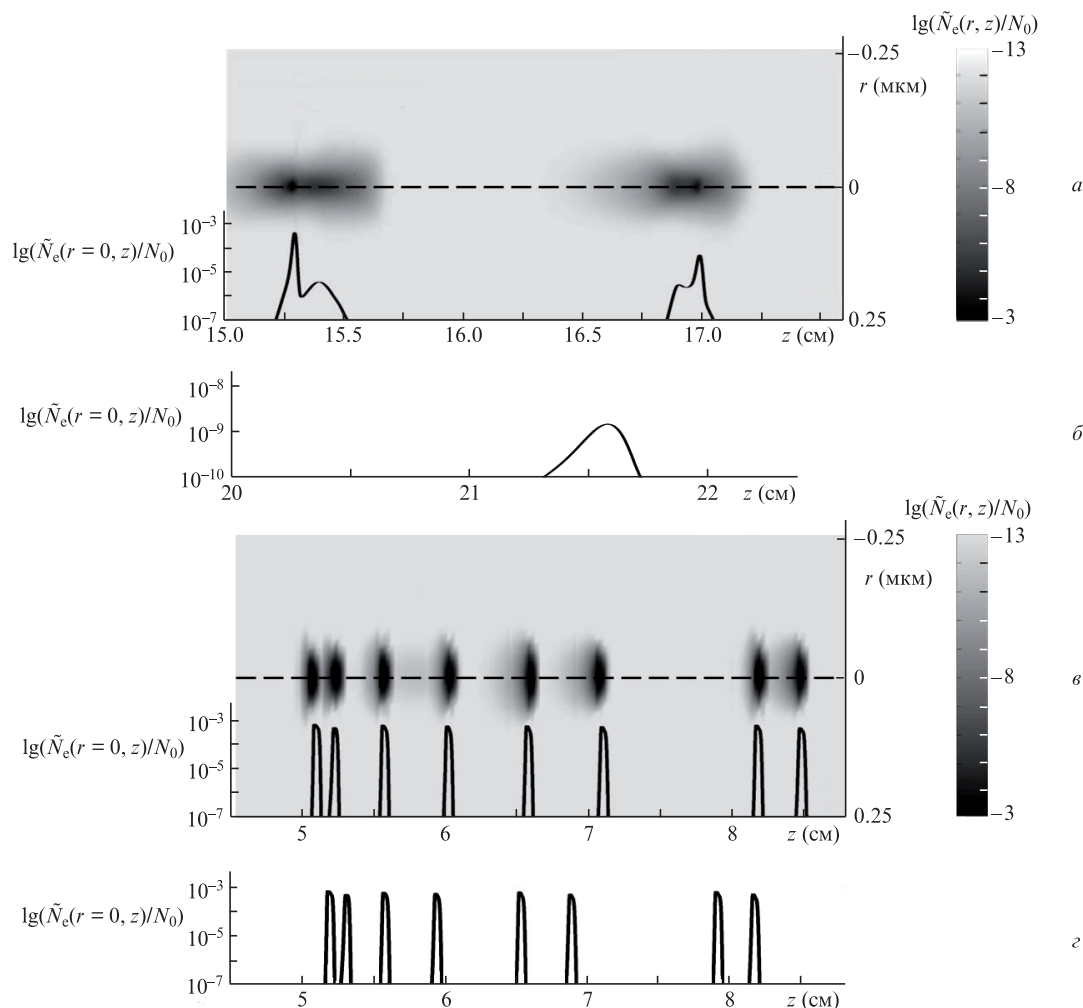 lg(Ñₑ(r, z)/N₀)
−13
−8
−3
−0.25
r (мкм)
0
0.25
а
10⁻³
lg(Ñₑ(r = 0, z)/N₀)
10⁻⁵
10⁻⁷
15.0 15.5 16.0 16.5 17.0 z (см)
10⁻⁸
lg(Ñₑ(r = 0, z)/N₀)
10⁻⁹
10⁻¹⁰
б
20 21 22 z (см)
lg(Ñₑ(r, z)/N₀)
−13
−8
−3
−0.25
r (мкм)
0
0.25
в
10⁻³
lg(Ñₑ(r = 0, z)/N₀)
10⁻⁵
10⁻⁷
5 6 7 8 z (см)
10⁻³
lg(Ñₑ(r = 0, z)/N₀)
10⁻⁵
10⁻⁷
г
5 6 7 8 z (см)